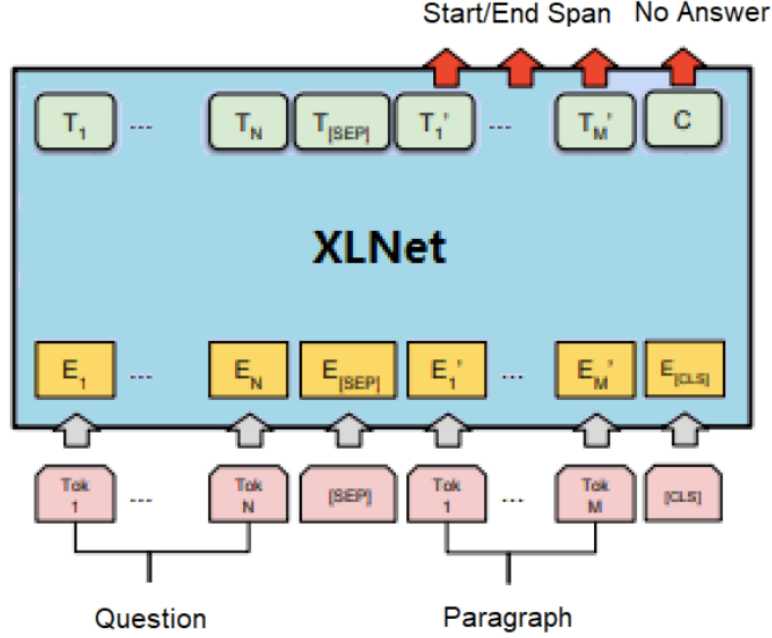 Start/End Span No Answer
T1 ... TN T[SEP] T1' ... TM' C
XLNet
E1 ... EN E[SEP] E1' ... EM' E[CLS]
Tok 1 ... Tok N [SEP] Tok 1 ... Tok M [CLS]
Question Paragraph